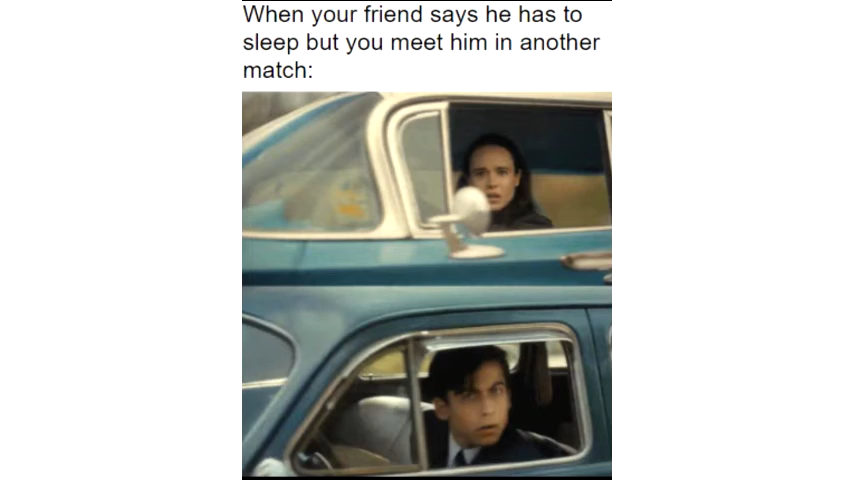 When your friend says he has to
sleep but you meet him in another
match: